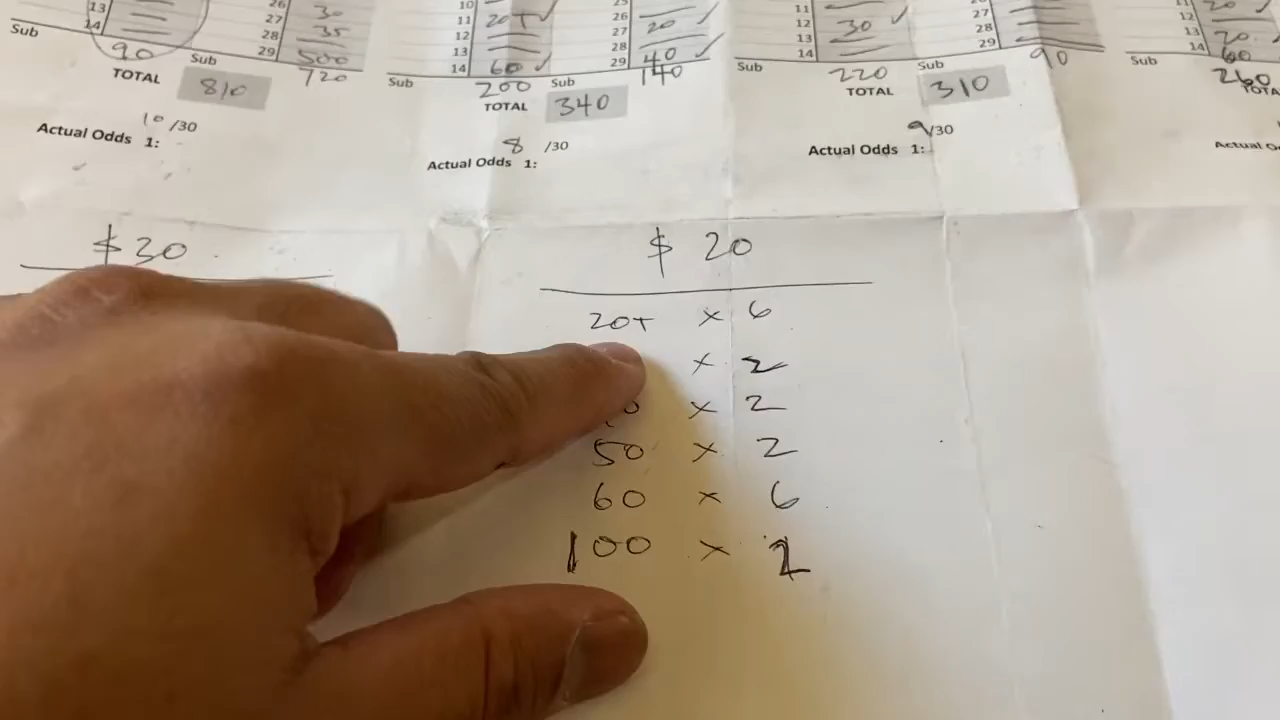 13
14
Sub
90
TOTAL
Sub
810
26
27
28
29
30
35
500
720
10 /30
Actual Odds 1:
10
11 20+ ✓
12
13
14 60 ✓
Sub
200
TOTAL
340
Sub
25
26
27 20
28
29 40 ✓
140
8 /30
Actual Odds 1:
11
12 30 ✓
13
14
Sub
220
TOTAL
310
Sub
27
28
29
90
9/30
Actual Odds 1:
11 20 ✓
12
13 20
14 60
Sub
260
$30
$20
20+ x 6
x 2
x 2
50 x 2
60 x 6
100 x 2